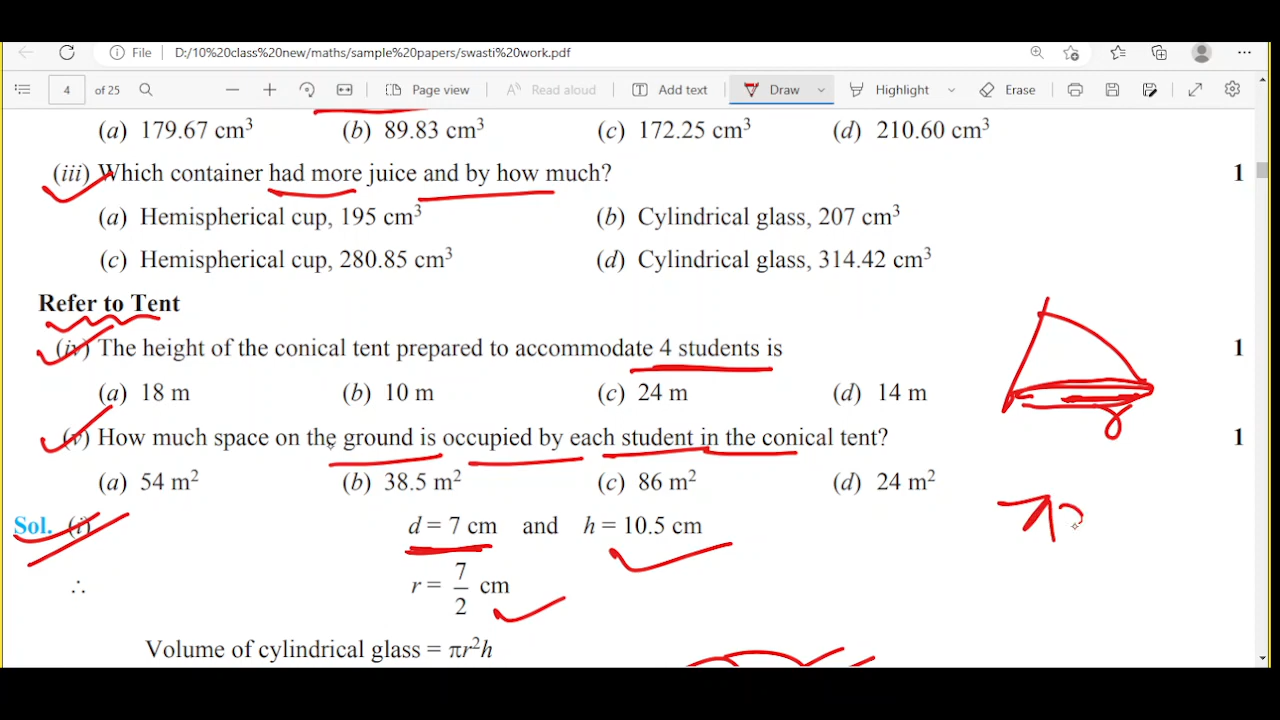 File D:/10%20class%20new/maths/sample%20papers/swasti%20work.pdf
4 of 25 Page view Read aloud Add text Draw Highlight Erase
(a) 179.67 cm³ (b) 89.83 cm³ (c) 172.25 cm³ (d) 210.60 cm³
(iii) Which container had more juice and by how much? 1
(a) Hemispherical cup, 195 cm³ (b) Cylindrical glass, 207 cm³
(c) Hemispherical cup, 280.85 cm³ (d) Cylindrical glass, 314.42 cm³
Refer to Tent
(iv) The height of the conical tent prepared to accommodate 4 students is 1
(a) 18 m (b) 10 m (c) 24 m (d) 14 m
(v) How much space on the ground is occupied by each student in the conical tent? 1
(a) 54 m² (b) 38.5 m² (c) 86 m² (d) 24 m²
Sol. (i) d = 7 cm and h = 10.5 cm
∴ r = 7/2 cm
Volume of cylindrical glass = πr²h